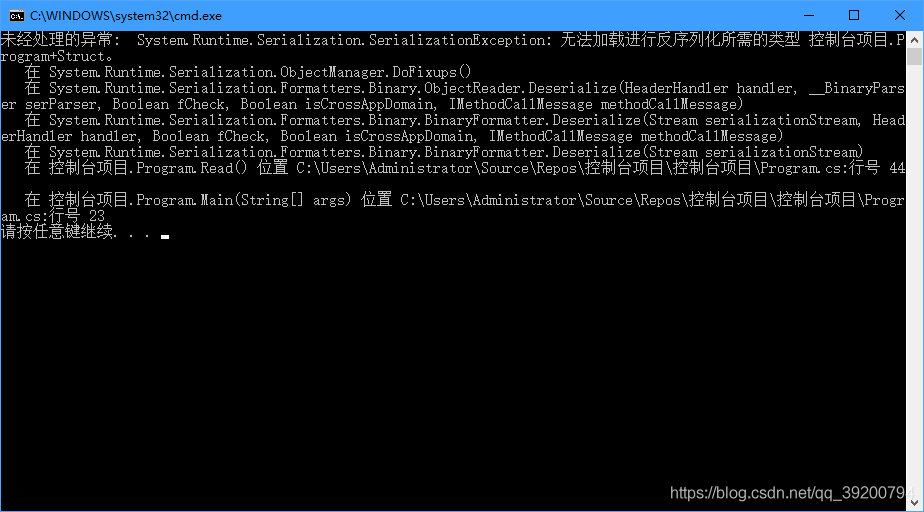 C:\WINDOWS\system32\cmd.exe
未经处理的异常:  System.Runtime.Serialization.SerializationException: 无法加载进行反序列化所需的类型 控制台项目.P
rogram+Struct。
   在 System.Runtime.Serialization.ObjectManager.DoFixups()
   在 System.Runtime.Serialization.Formatters.Binary.ObjectReader.Deserialize(HeaderHandler handler, __BinaryPars
er serParser, Boolean fCheck, Boolean isCrossAppDomain, IMethodCallMessage methodCallMessage)
   在 System.Runtime.Serialization.Formatters.Binary.BinaryFormatter.Deserialize(Stream serializationStream, Head
erHandler handler, Boolean fCheck, Boolean isCrossAppDomain, IMethodCallMessage methodCallMessage)
   在 System.Runtime.Serialization.Formatters.Binary.BinaryFormatter.Deserialize(Stream serializationStream)
   在 控制台项目.Program.Read() 位置 C:\Users\Administrator\Source\Repos\控制台项目\控制台项目\Program.cs:行号 44
   在 控制台项目.Program.Main(String[] args) 位置 C:\Users\Administrator\Source\Repos\控制台项目\控制台项目\Progr
am.cs:行号 23
请按任意键继续. . .
https://blog.csdn.net/qq_39200794